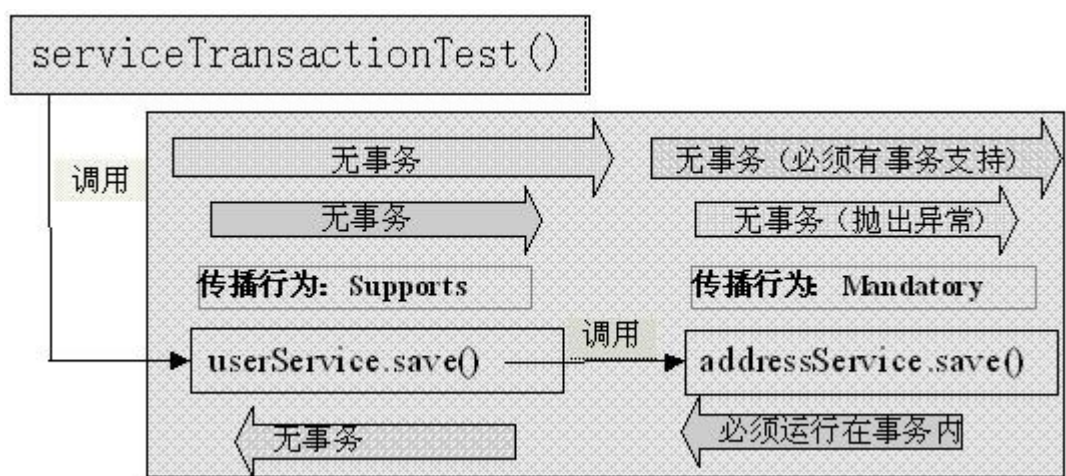 serviceTransactionTest()
调用
无事务
无事务(必须有事务支持)
无事务
无事务(抛出异常)
传播行为: Supports
传播行为: Mandatory
调用
userService.save()
addressService.save()
无事务
必须运行在事务内